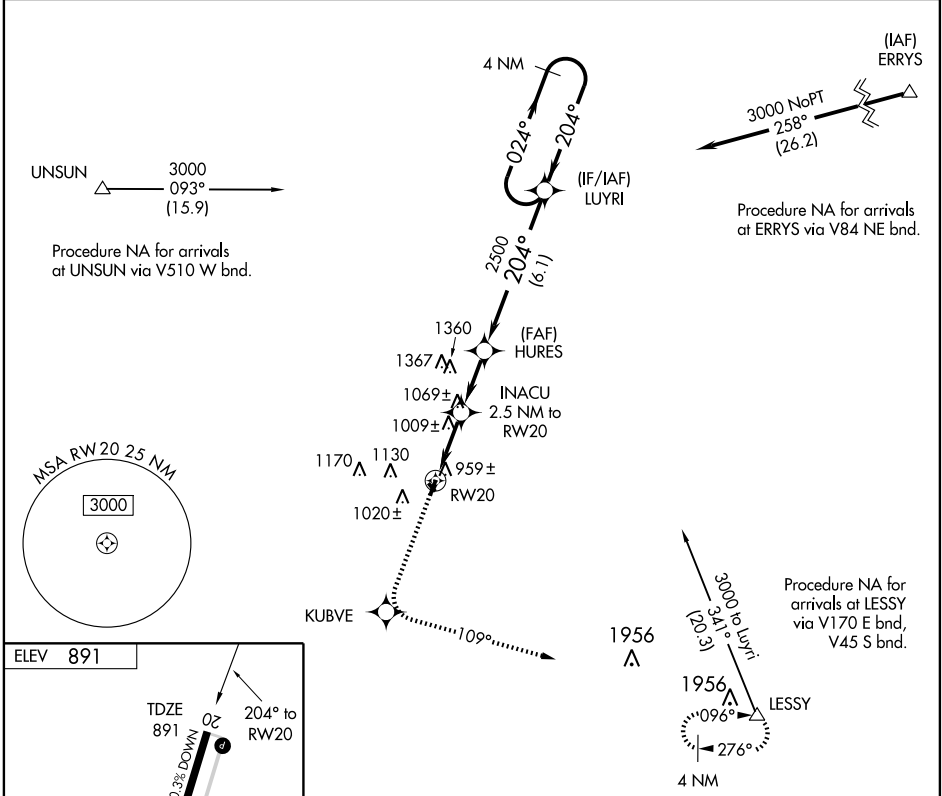 (IAF)
ERRYS
4 NM
3000 NoPT
258°
(26.2)
024°
204°
UNSUN
3000
093°
(15.9)
(IF/IAF)
LUYRI
Procedure NA for arrivals
at ERRYS via V84 NE bnd.
Procedure NA for arrivals
at UNSUN via V510 W bnd.
2500
204°
(6.1)
1360
(FAF)
HURES
1367
1069±
INACU
2.5 NM to
RW20
1009±
MSA RW20 25 NM
3000
1170
1130
959±
RW20
1020±
KUBVE
109°
3000 to Luyri
341°
(20.3)
Procedure NA for
arrivals at LESSY
via V170 E bnd,
V45 S bnd.
1956
1956
LESSY
096°
276°
4 NM
ELEV 891
TDZE
891
20
204° to
RW20
P
0.3% DOWN